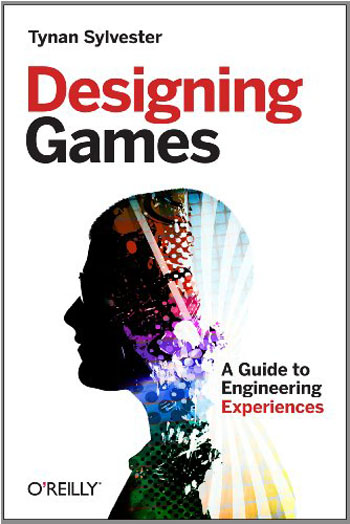 Tynan Sylvester
Designing
Games
A Guide to
Engineering
Experiences
O'REILLY®